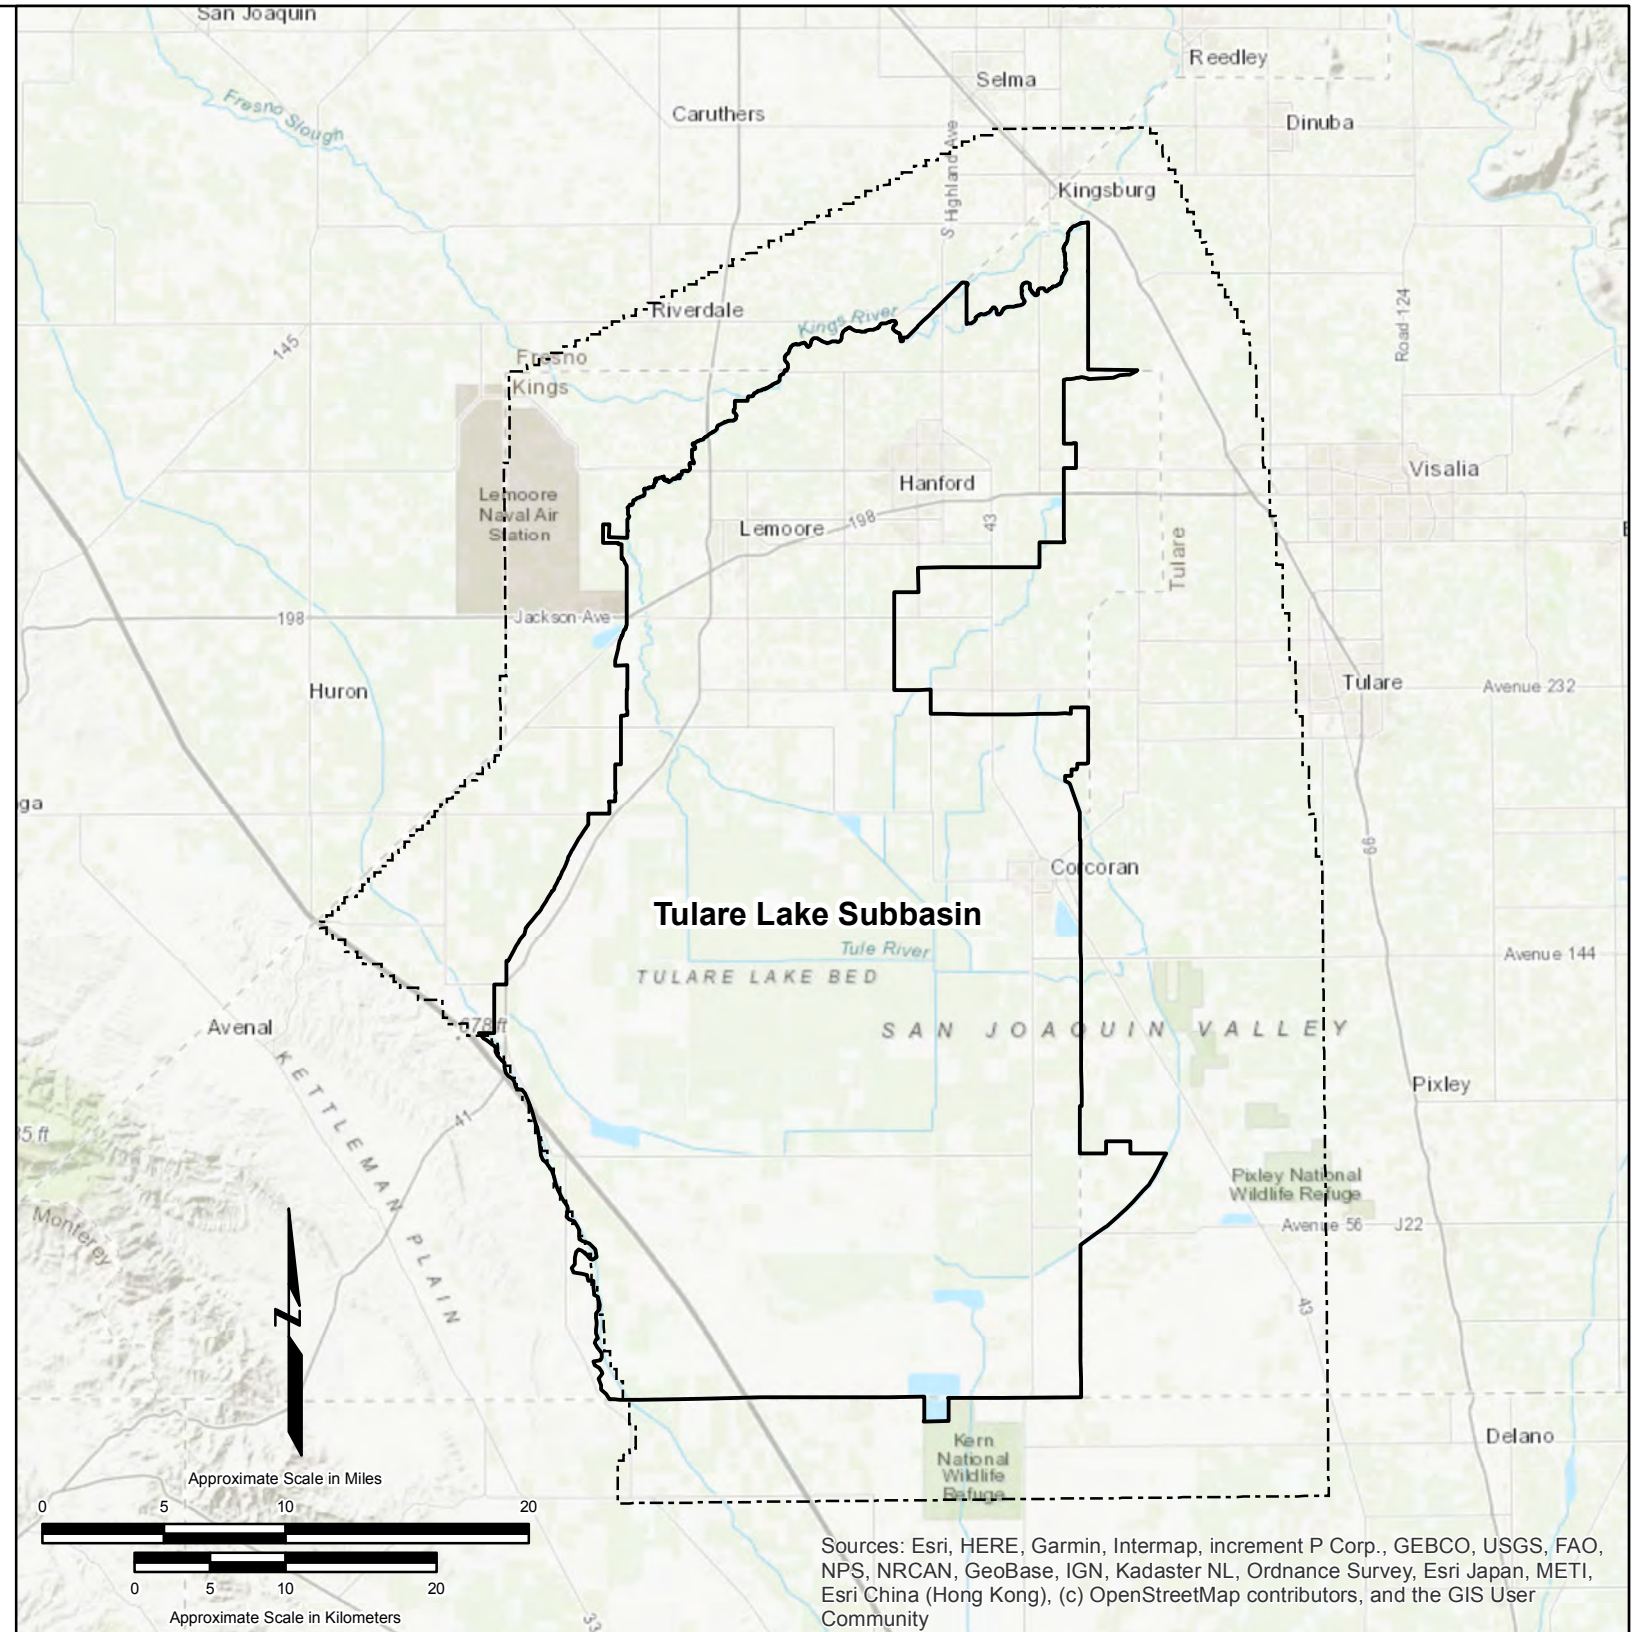 San Joaquin
Reedley
Selma
Fresno Slough
Caruthers
Dinuba
S Highland Ave
Kingsburg
Riverdale
Kings River
Road 124
145
Fresno
Kings
Visalia
Hanford
Lemoore
Naval Air
Station
Lemoore
198
43
Tulare
198
Jackson Ave
Huron
Tulare
Avenue 232
ga
99
Corcoran
Tulare Lake Subbasin
Tule River
Avenue 144
TULARE LAKE BED
Avenal
678 ft
SAN JOAQUIN VALLEY
KETTLEMAN PLAIN
Pixley
41
5 ft
Pixley National
Wildlife Refuge
Monterey
Avenue 56
J22
43
Z
Delano
Kern
National
Wildlife
Refuge
Approximate Scale in Miles
0 5 10 20
0 5 10 20
Approximate Scale in Kilometers
33
Sources: Esri, HERE, Garmin, Intermap, increment P Corp., GEBCO, USGS, FAO,
NPS, NRCAN, GeoBase, IGN, Kadaster NL, Ordnance Survey, Esri Japan, METI,
Esri China (Hong Kong), (c) OpenStreetMap contributors, and the GIS User
Community